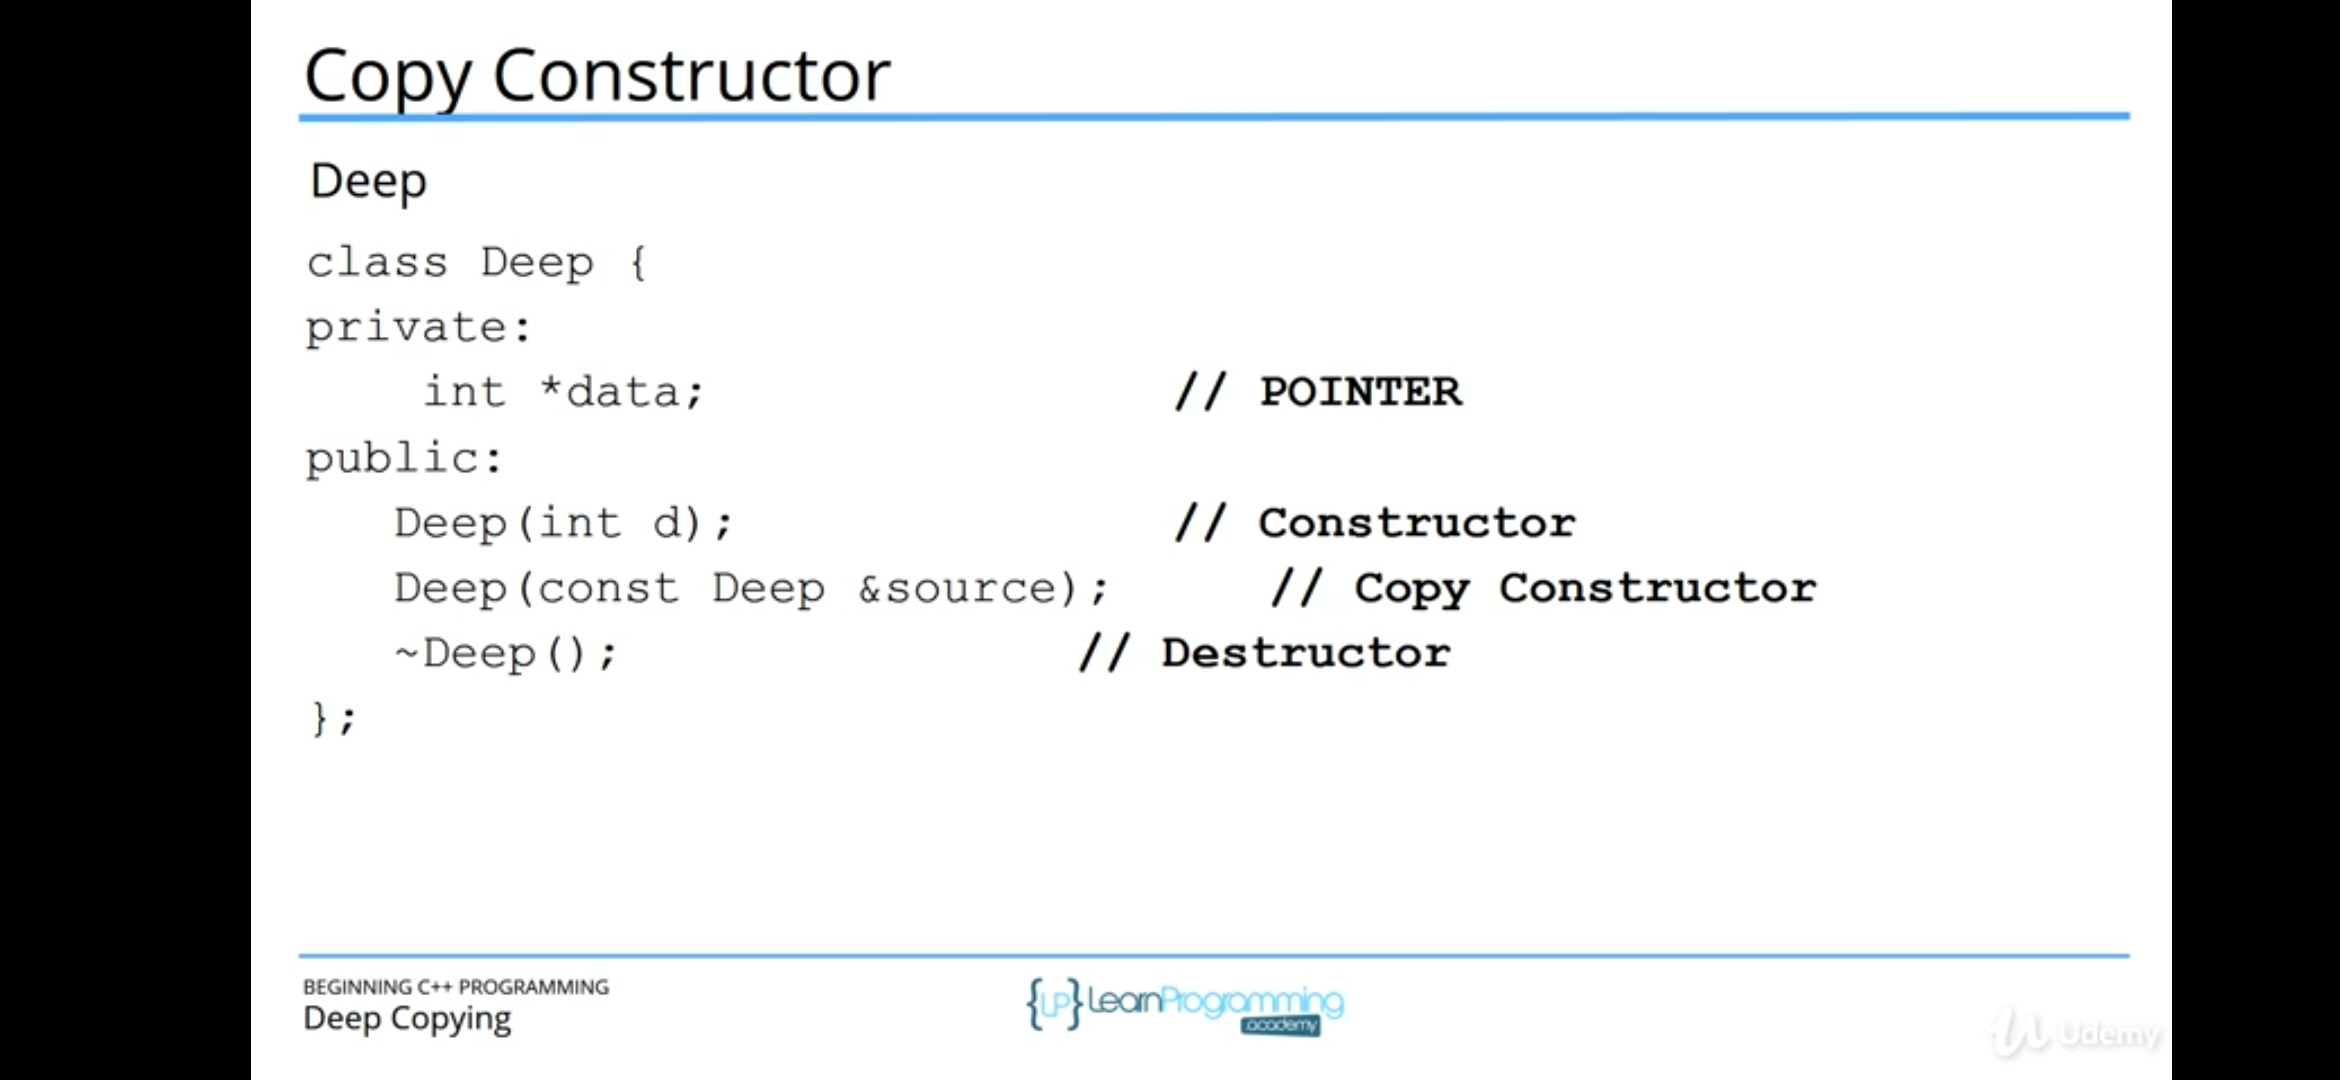 Copy Constructor
Deep
class Deep {
private:
int *data; // POINTER
public:
Deep(int d); // Constructor
Deep(const Deep &source); // Copy Constructor
~Deep(); // Destructor
};
BEGINNING C++ PROGRAMMING
Deep Copying
{LP} LearnProgramming
academy
Udemy